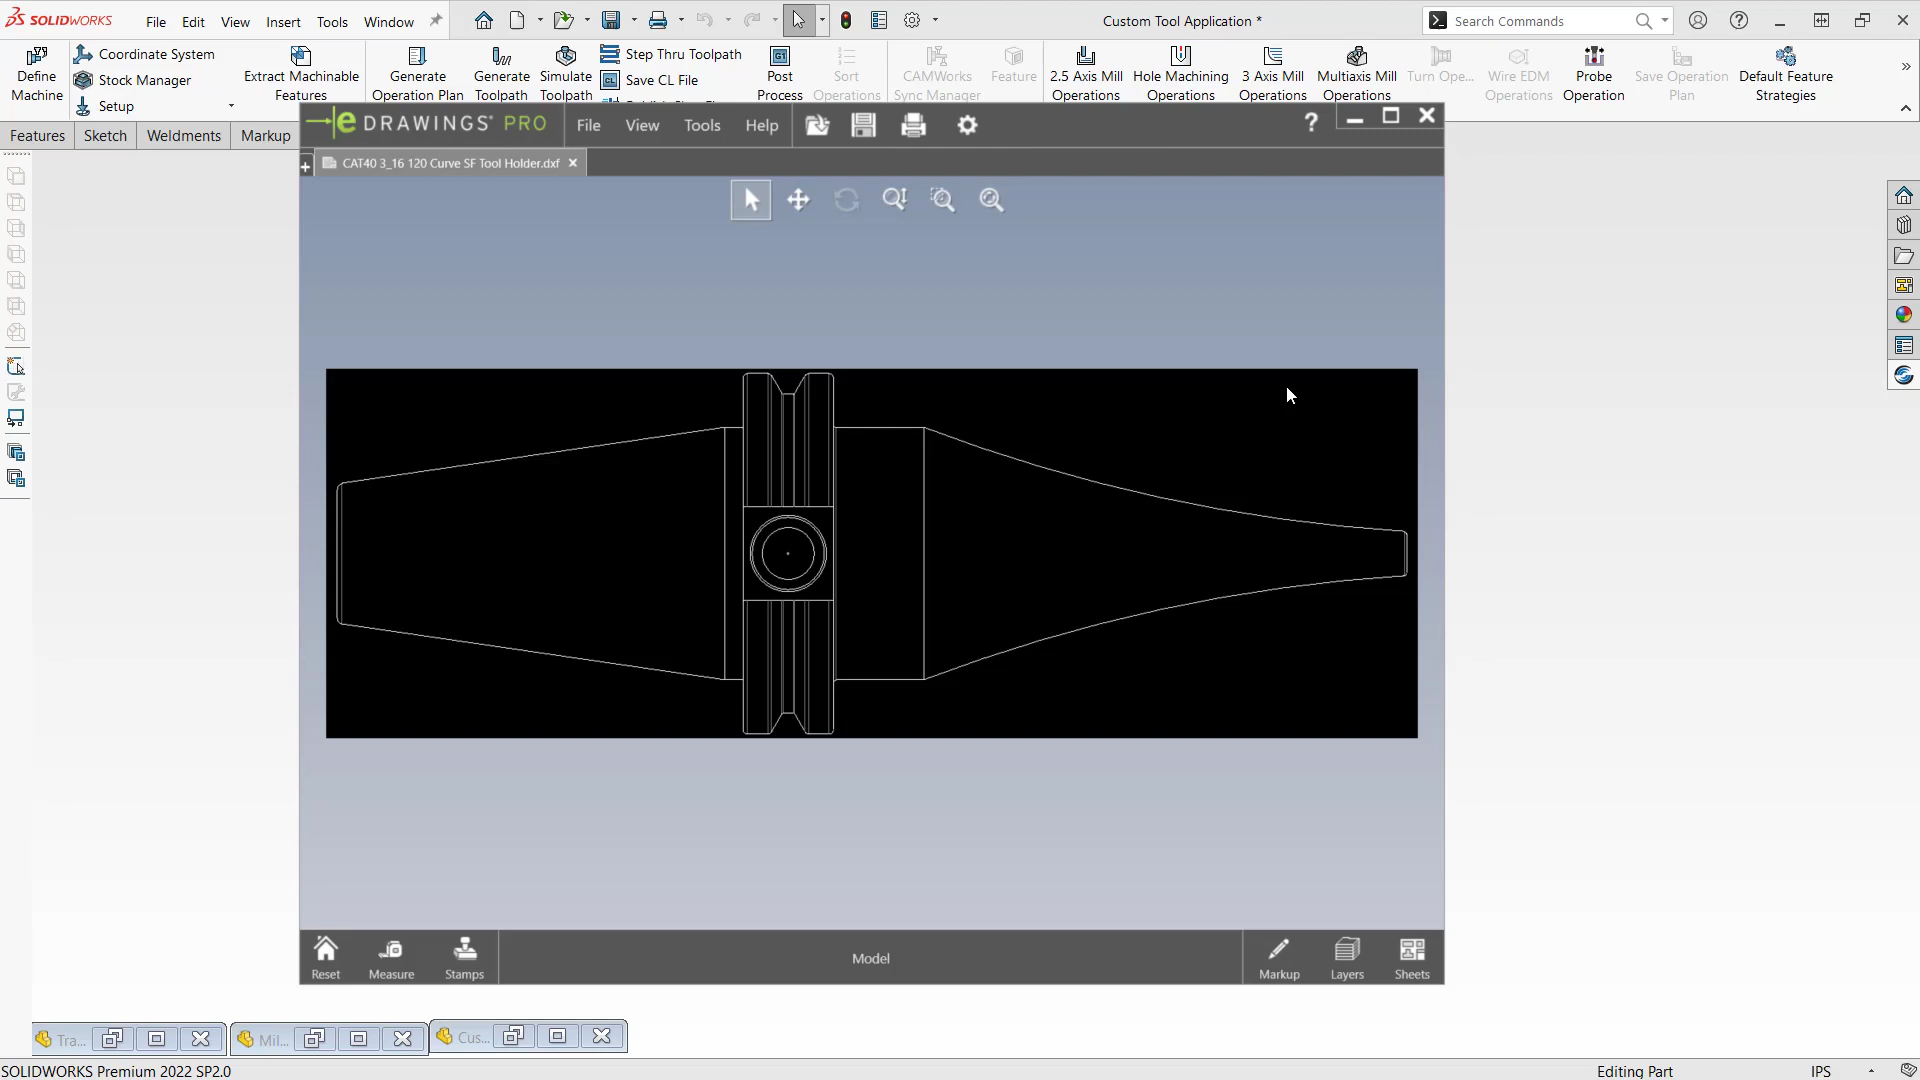 SOLIDWORKS File Edit View Insert Tools Window Custom Tool Application * Search Commands
Define Machine
Coordinate System
Stock Manager
Setup
Extract Machinable Features
Generate Operation Plan
Generate Toolpath
Simulate Toolpath
Step Thru Toolpath
Save CL File
Post Process
Sort Operations
CAMWorks Sync Manager
Feature
2.5 Axis Mill Operations
Hole Machining Operations
3 Axis Mill Operations
Multiaxis Mill Operations
Turn Ope...
Wire EDM Operations
Probe Operation
Save Operation Plan
Default Feature Strategies
Features Sketch Weldments Markup
eDRAWINGS® PRO File View Tools Help
CAT40 3_16 120 Curve SF Tool Holder.dxf
Reset Measure Stamps Model Markup Layers Sheets
Tra... Mil... Cus...
SOLIDWORKS Premium 2022 SP2.0 Editing Part IPS